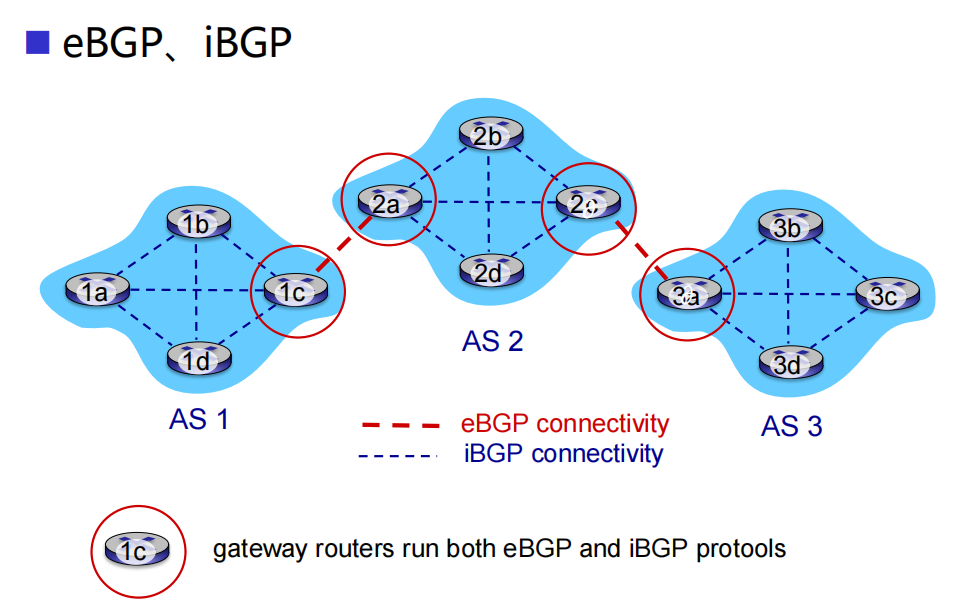 eBGP、iBGP
2b
2a
2c
1b
2d
3b
1a
1c
3a
3c
1d
3d
AS 2
AS 1
AS 3
eBGP connectivity
iBGP connectivity
1c
gateway routers run both eBGP and iBGP protools